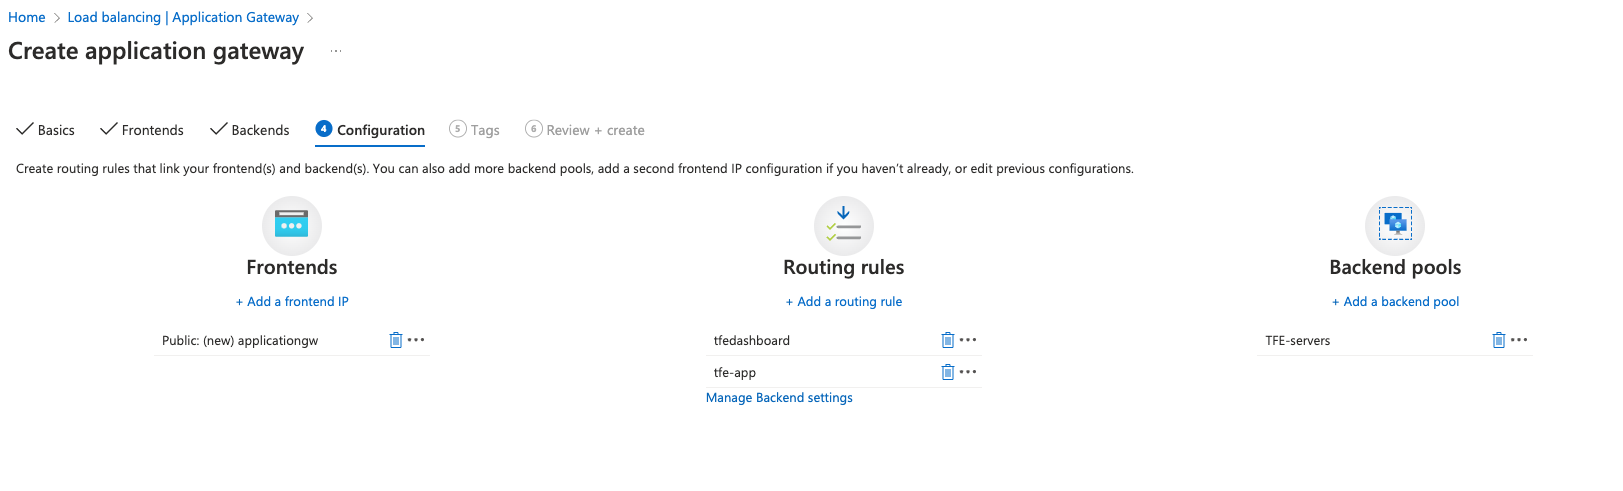 Home > Load balancing | Application Gateway >
Create application gateway ...
Basics Frontends Backends 4 Configuration 5 Tags 6 Review + create
Create routing rules that link your frontend(s) and backend(s). You can also add more backend pools, add a second frontend IP configuration if you haven't already, or edit previous configurations.
Frontends Routing rules Backend pools
+ Add a frontend IP + Add a routing rule + Add a backend pool
Public: (new) applicationgw ... tfedashboard ... TFE-servers ...
tfe-app ...
Manage Backend settings